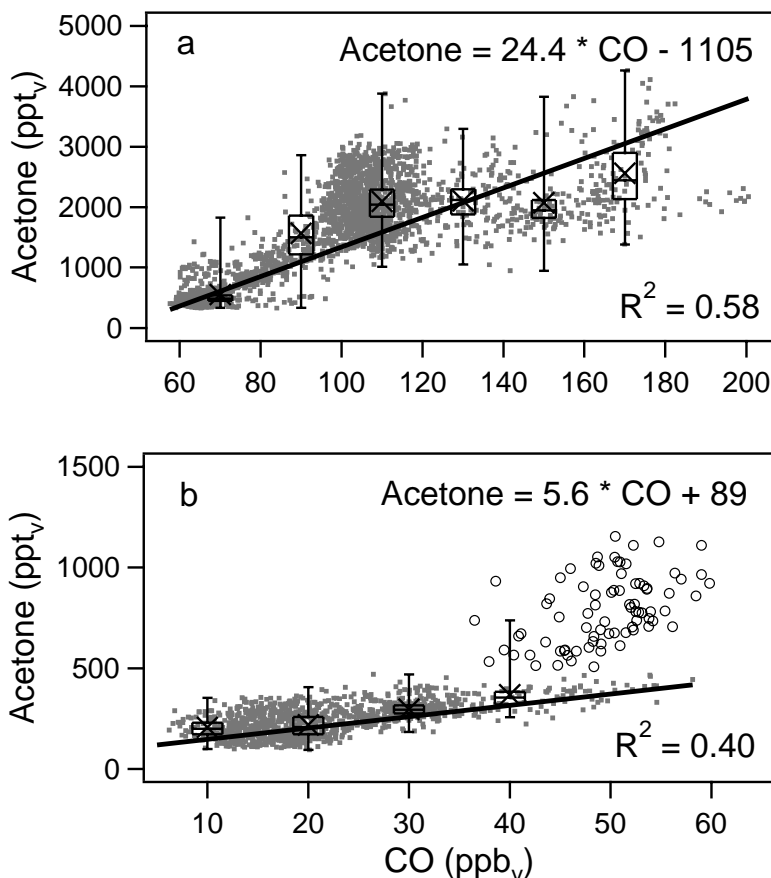 a
Acetone = 24.4 * CO - 1105
5000
4000
3000
2000
1000
0
Acetone (pptv)
R2 = 0.58
60 80 100 120 140 160 180 200
b
Acetone = 5.6 * CO + 89
1500
1000
500
0
Acetone (pptv)
R2 = 0.40
10 20 30 40 50 60
CO (ppbv)